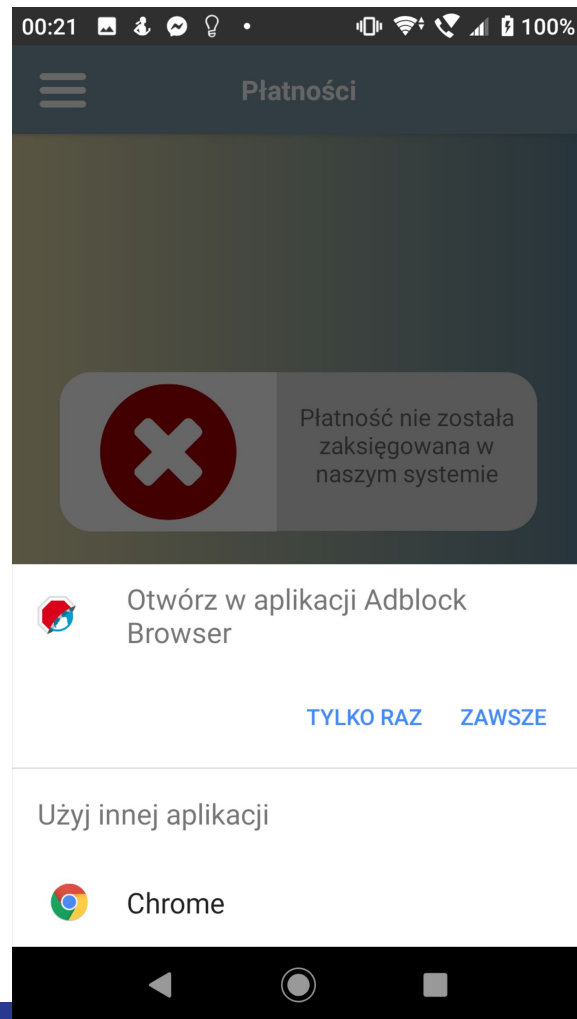 00:21
100%
Płatności
Płatność nie została
zaksięgowana w
naszym systemie
Otwórz w aplikacji Adblock
Browser
TYLKO RAZ ZAWSZE
Użyj innej aplikacji
Chrome